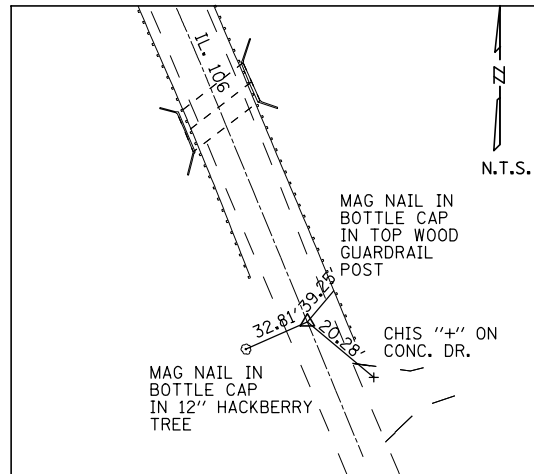 IL. 106
N
N.T.S.
MAG NAIL IN
BOTTLE CAP
IN TOP WOOD
GUARDRAIL
POST
32.81'
39.25'
20.28'
CHIS "+" ON
CONC. DR.
MAG NAIL IN
BOTTLE CAP
IN 12" HACKBERRY
TREE